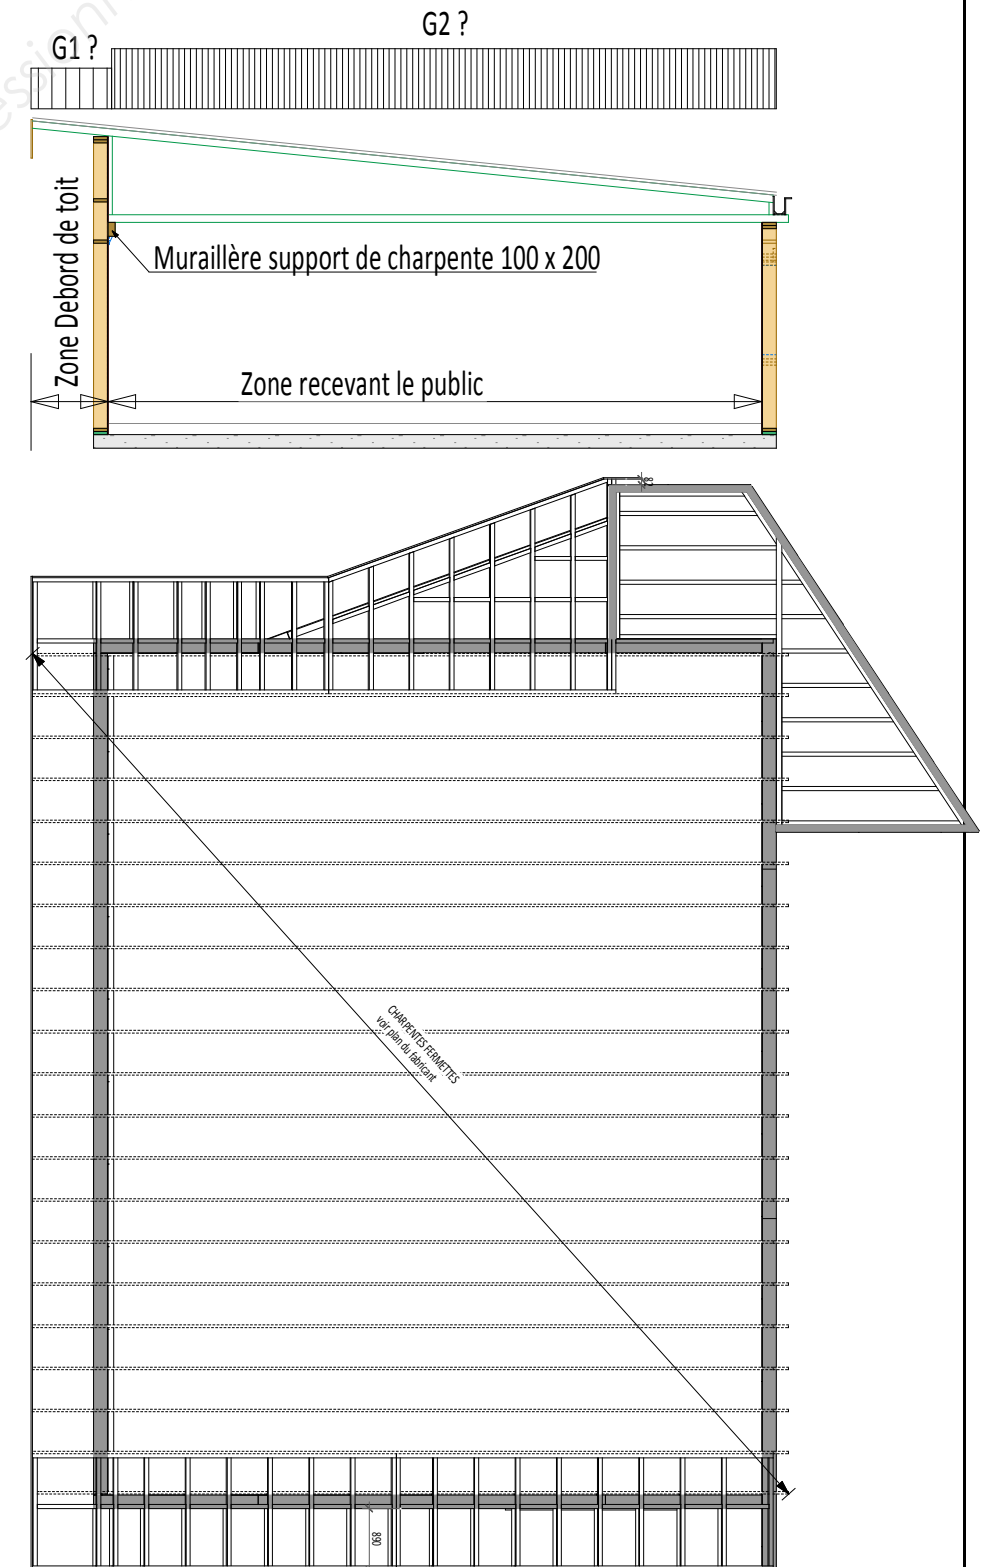 G1 ?
G2 ?
Zone Debord de toit
Muraillère support de charpente 100 x 200
Zone recevant le public
CHARPENTES FERMETTES
voir plan du fabricant
890